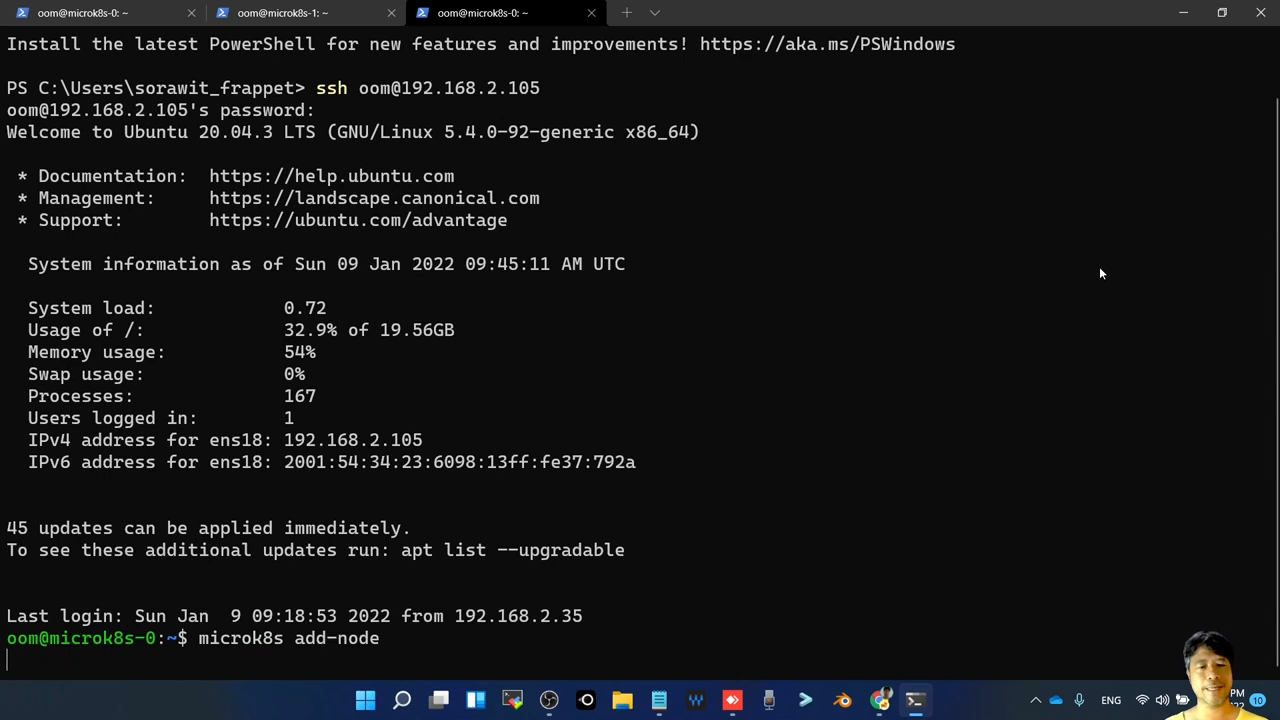 oom@microk8s-0: ~
oom@microk8s-1: ~
oom@microk8s-0: ~
Install the latest PowerShell for new features and improvements! https://aka.ms/PSWindows
PS C:\Users\sorawit_frappet> ssh oom@192.168.2.105
oom@192.168.2.105's password:
Welcome to Ubuntu 20.04.3 LTS (GNU/Linux 5.4.0-92-generic x86_64)
* Documentation: https://help.ubuntu.com
* Management: https://landscape.canonical.com
* Support: https://ubuntu.com/advantage
System information as of Sun 09 Jan 2022 09:45:11 AM UTC
System load: 0.72
Usage of /: 32.9% of 19.56GB
Memory usage: 54%
Swap usage: 0%
Processes: 167
Users logged in: 1
IPv4 address for ens18: 192.168.2.105
IPv6 address for ens18: 2001:54:34:23:6098:13ff:fe37:792a
45 updates can be applied immediately.
To see these additional updates run: apt list --upgradable
Last login: Sun Jan 9 09:18:53 2022 from 192.168.2.35
oom@microk8s-0:~$ microk8s add-node
ENG
PM
10